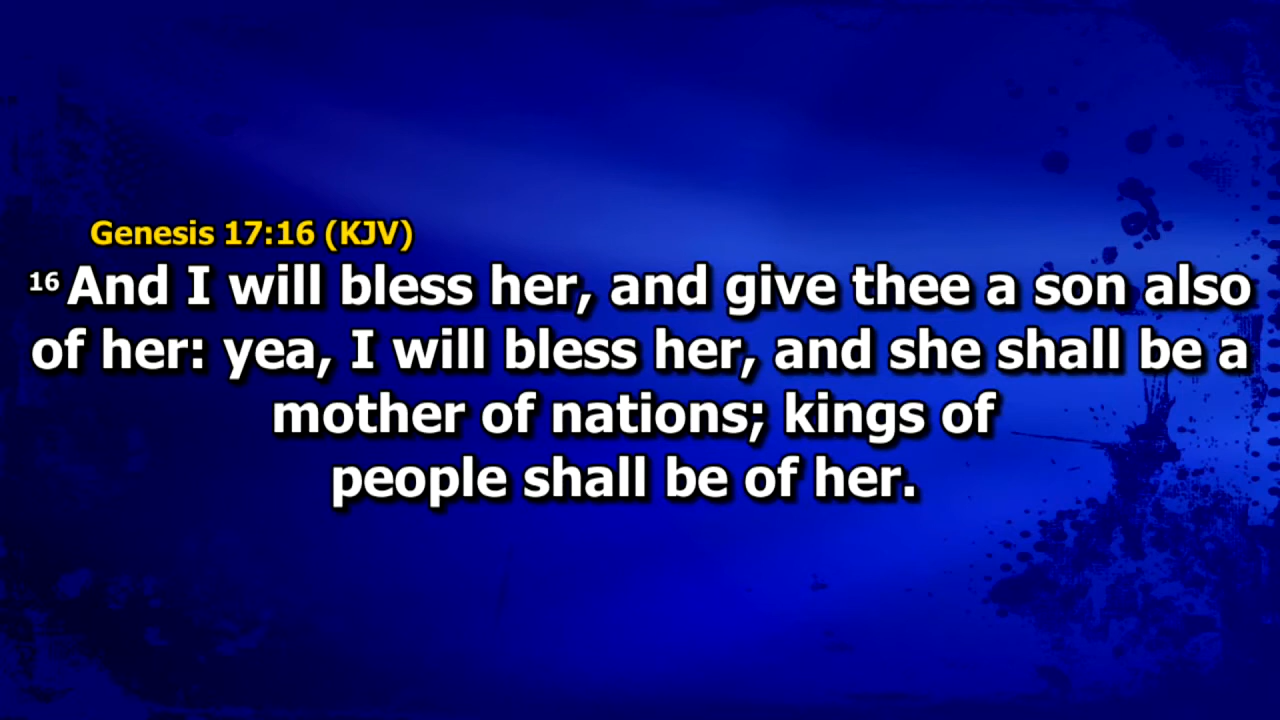 Genesis 17:16 (KJV)
16 And I will bless her, and give thee a son also
of her: yea, I will bless her, and she shall be a
mother of nations; kings of
people shall be of her.